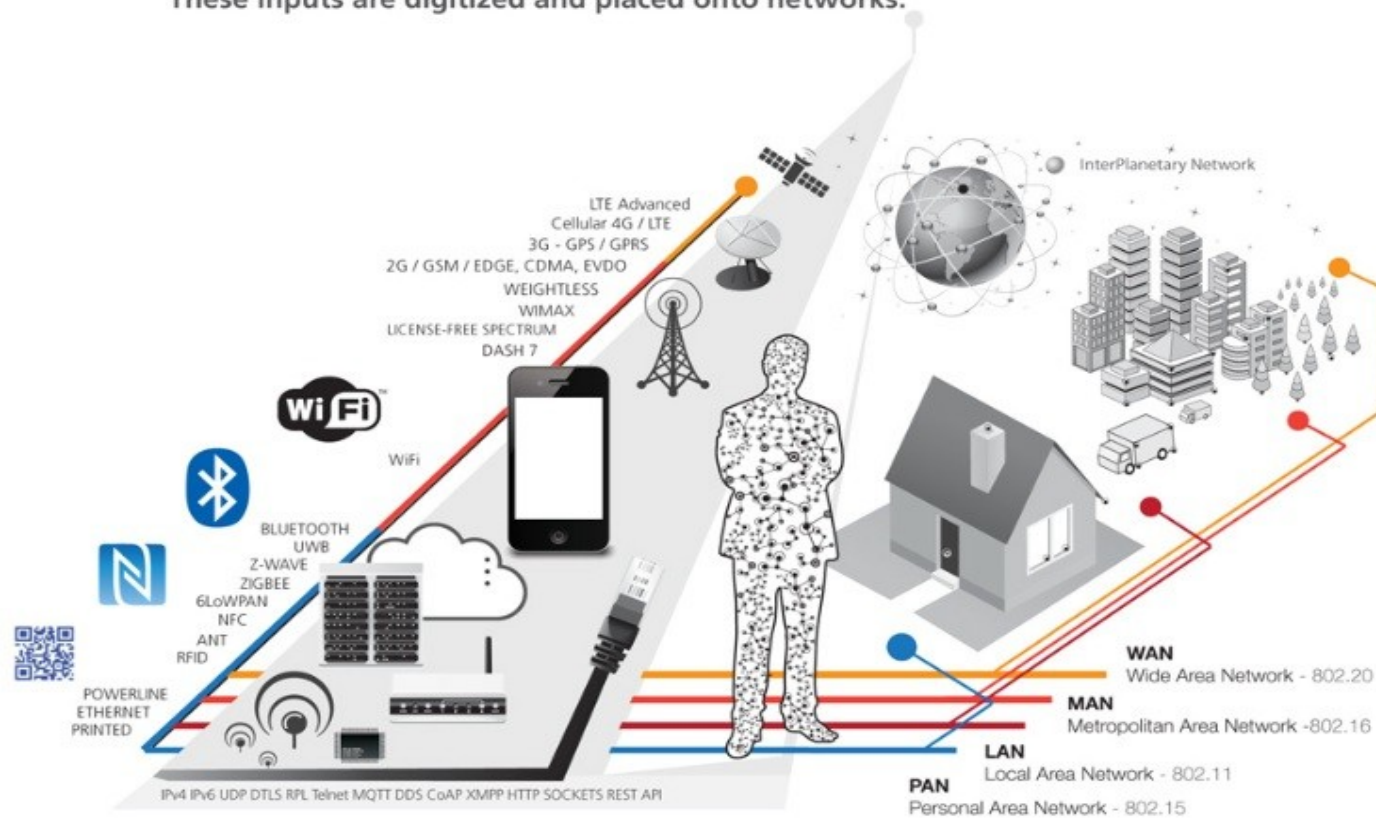 These inputs are digitized and placed onto networks.
InterPlanetary Network
LTE Advanced
Cellular 4G / LTE
3G - GPS / GPRS
2G / GSM / EDGE, CDMA, EVDO
WEIGHTLESS
WIMAX
LICENSE-FREE SPECTRUM
DASH 7
WiFi™
WiFi
BLUETOOTH
UWB
Z-WAVE
ZIGBEE
6LoWPAN
NFC
ANT
RFID
POWERLINE
ETHERNET
PRINTED
WAN
Wide Area Network - 802.20
MAN
Metropolitan Area Network -802.16
LAN
Local Area Network - 802.11
PAN
Personal Area Network - 802.15
IPv4 IPv6 UDP DTLS RPL Telnet MQTT DDS CoAP XMPP HTTP SOCKETS REST API